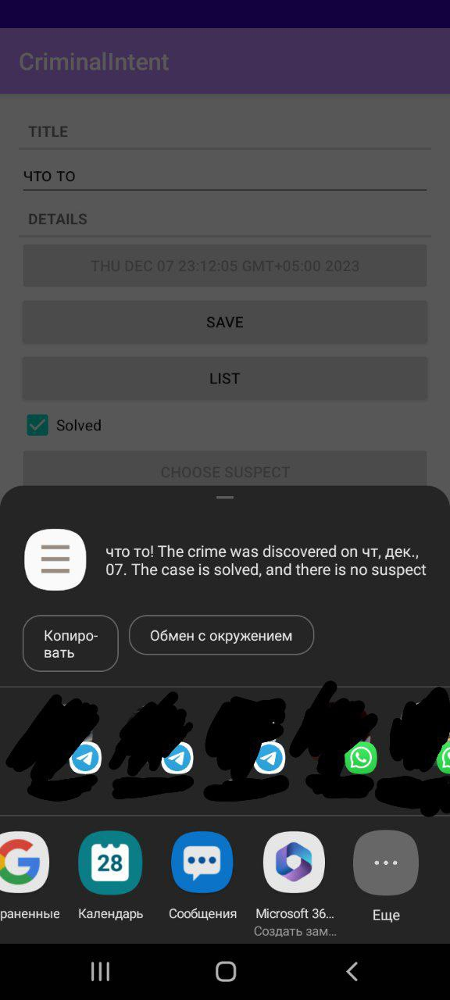 CriminalIntent
TITLE
что то
DETAILS
THU DEC 07 23:12:05 GMT+05:00 2023
SAVE
LIST
Solved
CHOOSE SUSPECT
что то! The crime was discovered on чт, дек.,
07. The case is solved, and there is no suspect
Копиро-
вать
Обмен с окружением
28
раненные
Календарь
Сообщения
Microsoft 36...
Еще
Создать зам...